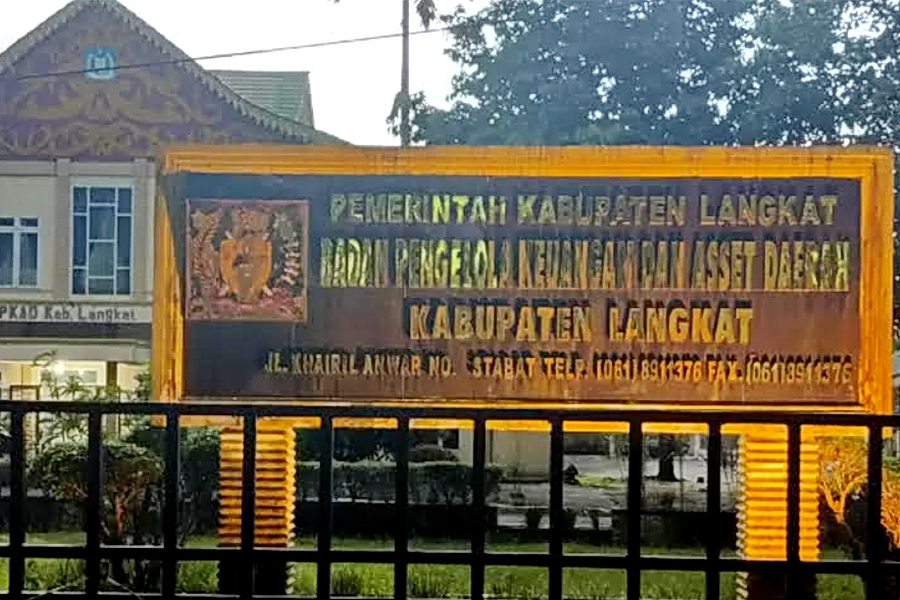 PEMERINTAH KABUPATEN LANGKAT
BADAN PENGELOLA KEUANGAN DAN ASSET DAERAH
KABUPATEN LANGKAT
JL. KHAIRIL ANWAR NO. STABAT TELP. (061) 8911376 FAX. (061) 8911376
PKAD Kab. Langkat